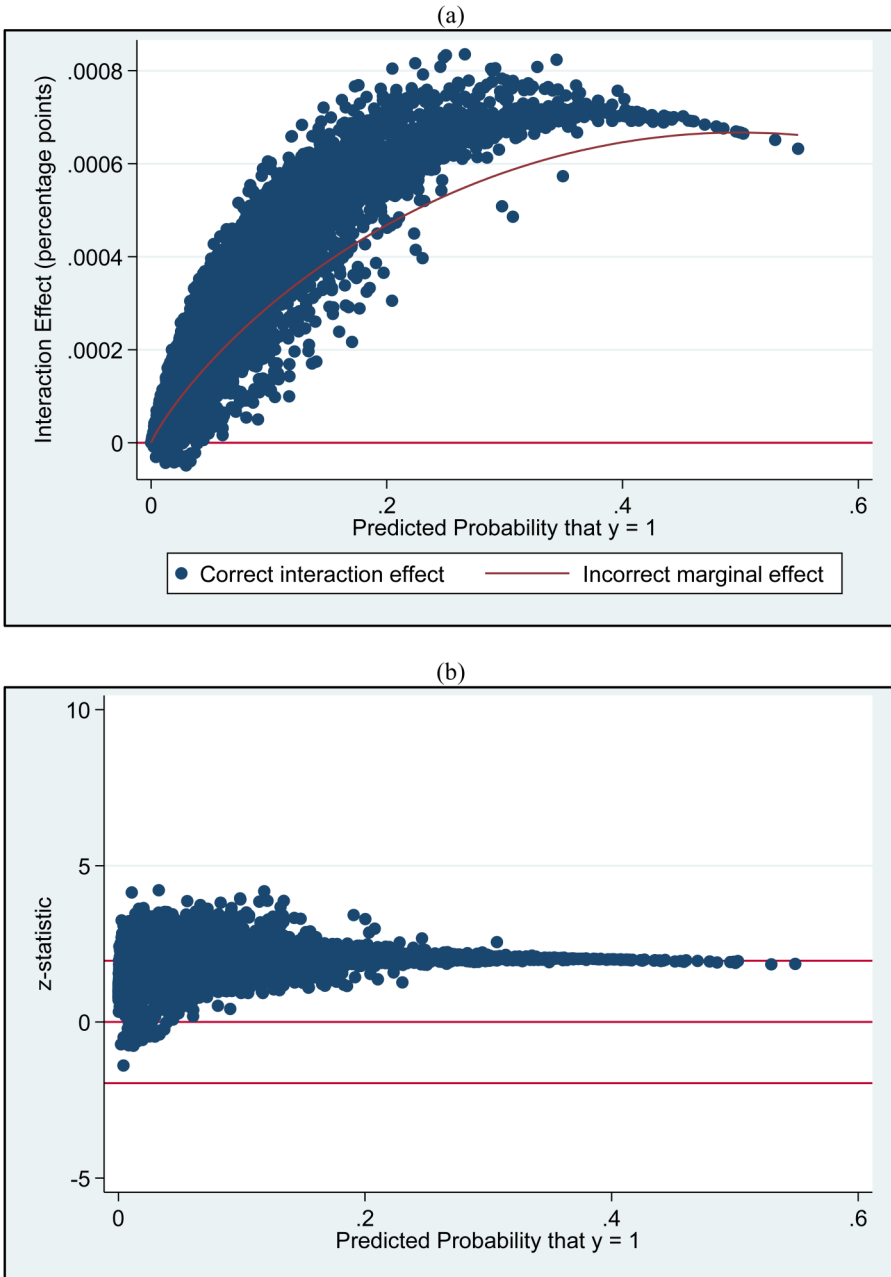 (a)
Interaction Effect (percentage points)
.0008
.0006
.0004
.0002
0
0 .2 .4 .6
Predicted Probability that y = 1
Correct interaction effect Incorrect marginal effect
(b)
z-statistic
10
5
0
-5
0 .2 .4 .6
Predicted Probability that y = 1